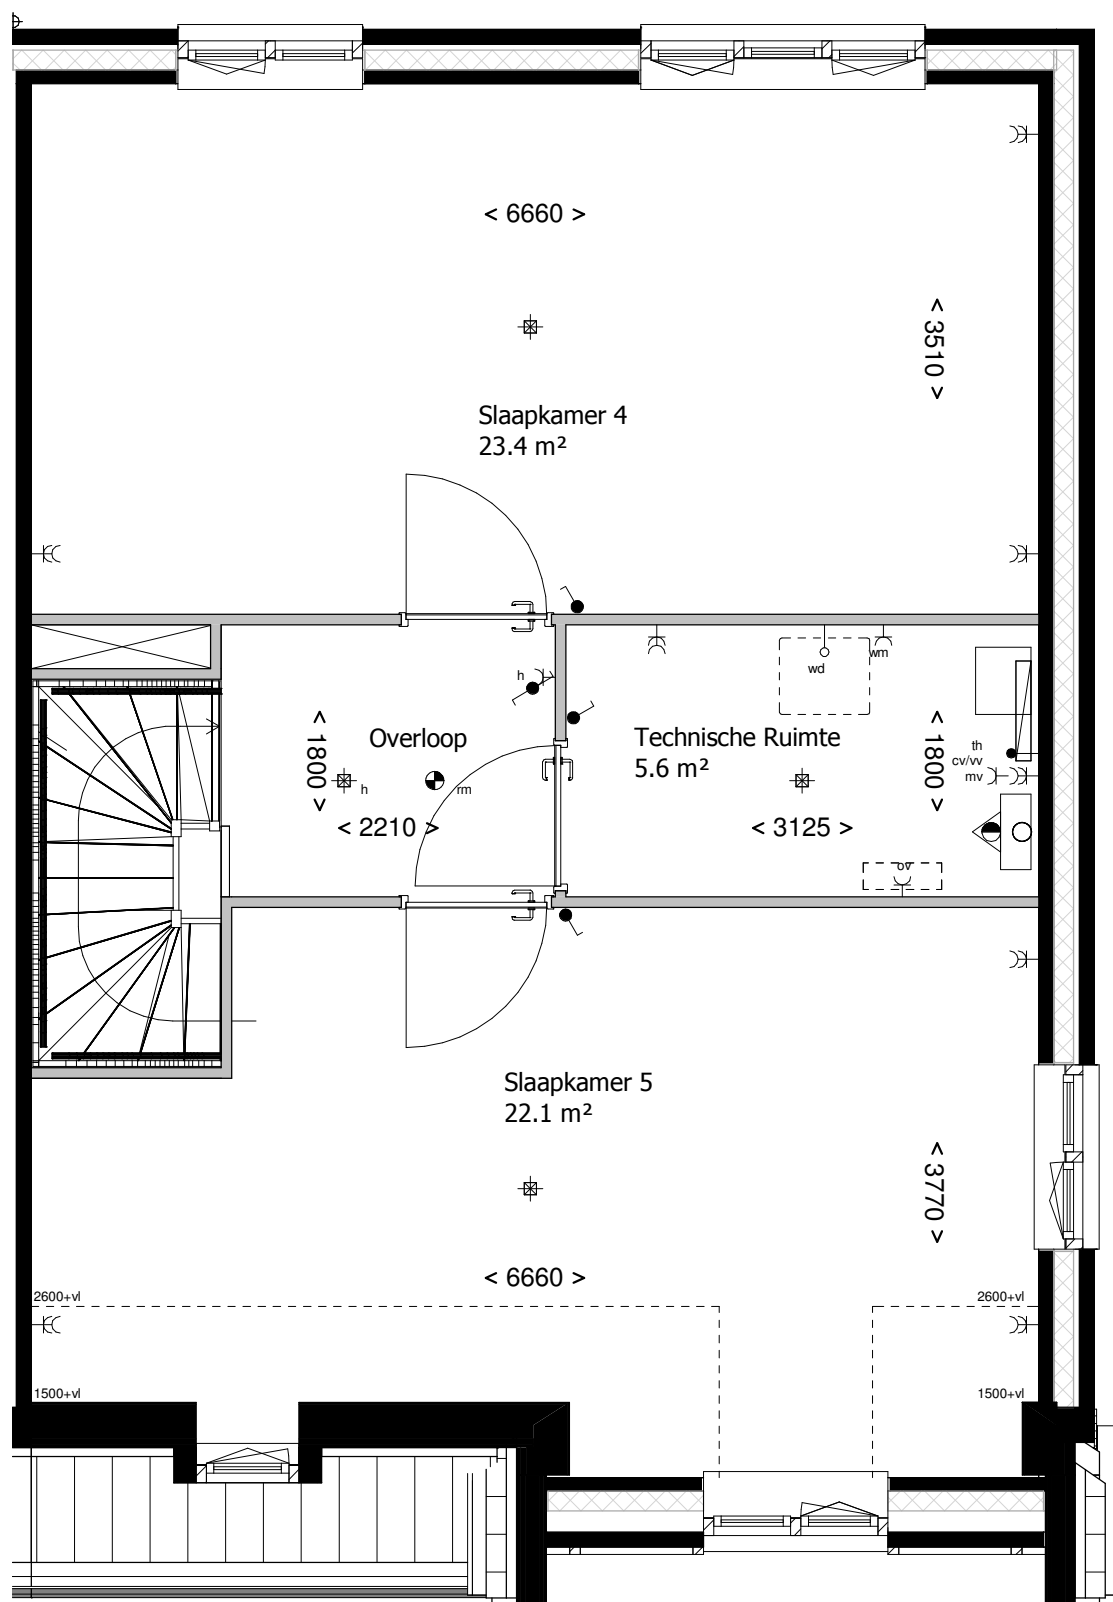 < 6660 >
< 3510 >
Slaapkamer 4
23.4 m²
h
wd
wm
Overloop
Technische Ruimte
5.6 m²
< 1800 >
< 1800 >
th
cv/vv
mv
h
rm
< 2210 >
< 3125 >
ov
Slaapkamer 5
22.1 m²
< 3770 >
< 6660 >
2600+vl
2600+vl
1500+vl
1500+vl